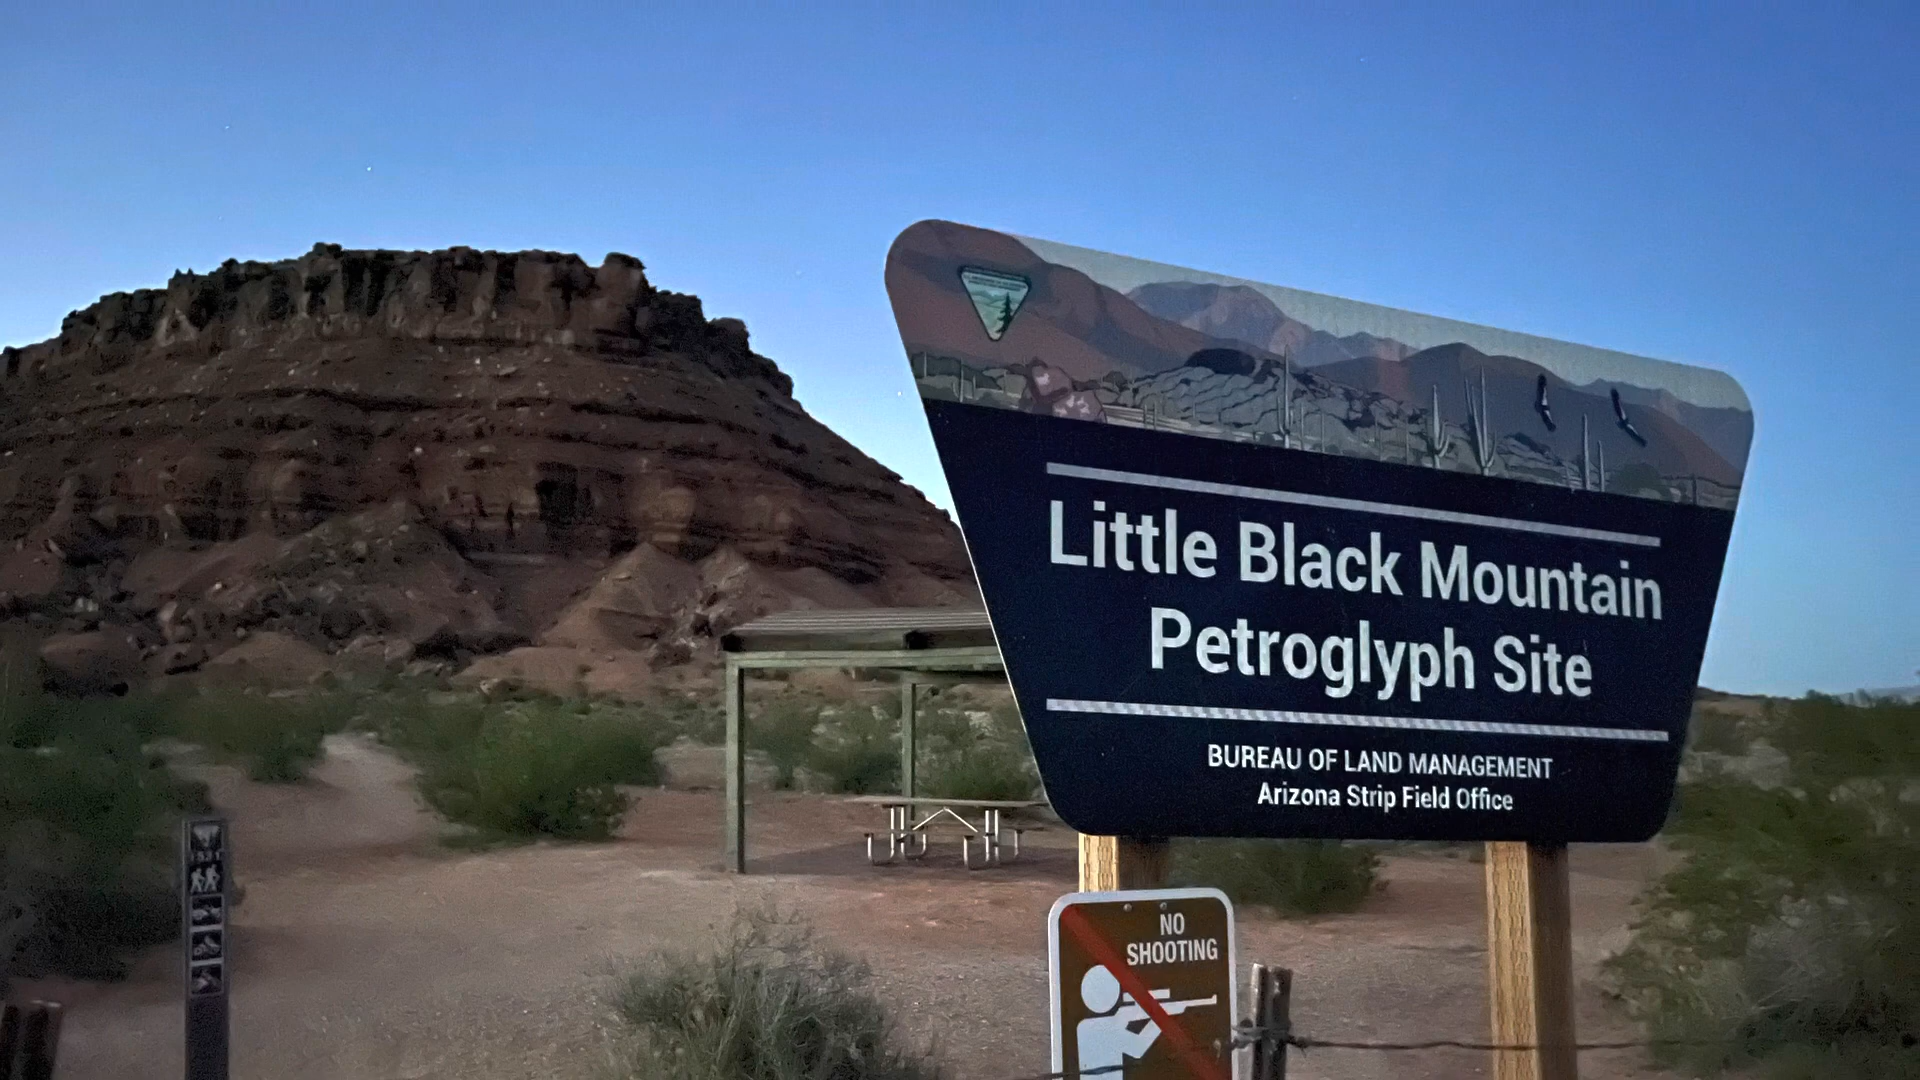 Little Black Mountain
Petroglyph Site
BUREAU OF LAND MANAGEMENT
Arizona Strip Field Office
NO
SHOOTING